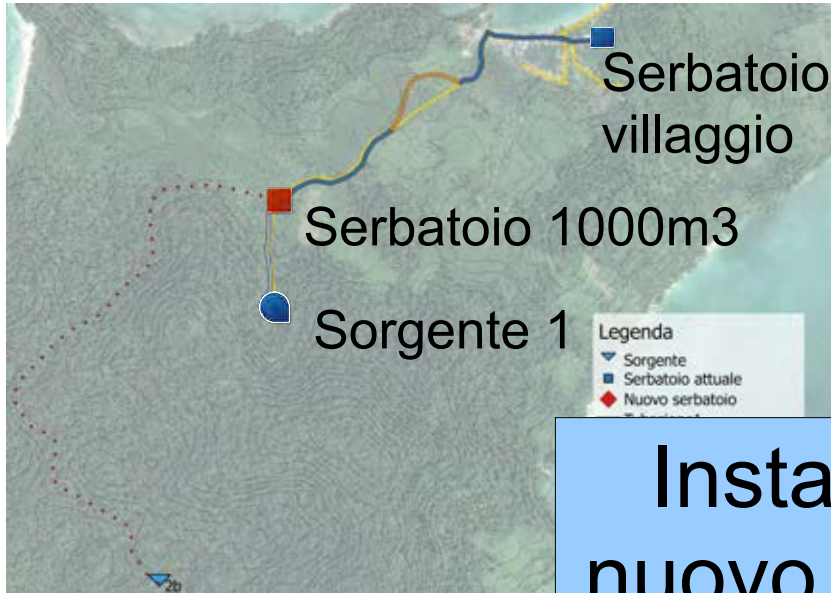 Serbatoio
villaggio
Serbatoio 1000m3
Sorgente 1
Legenda
Sorgente
Serbatoio attuale
Nuovo serbatoio
Insta
nuovo
2b